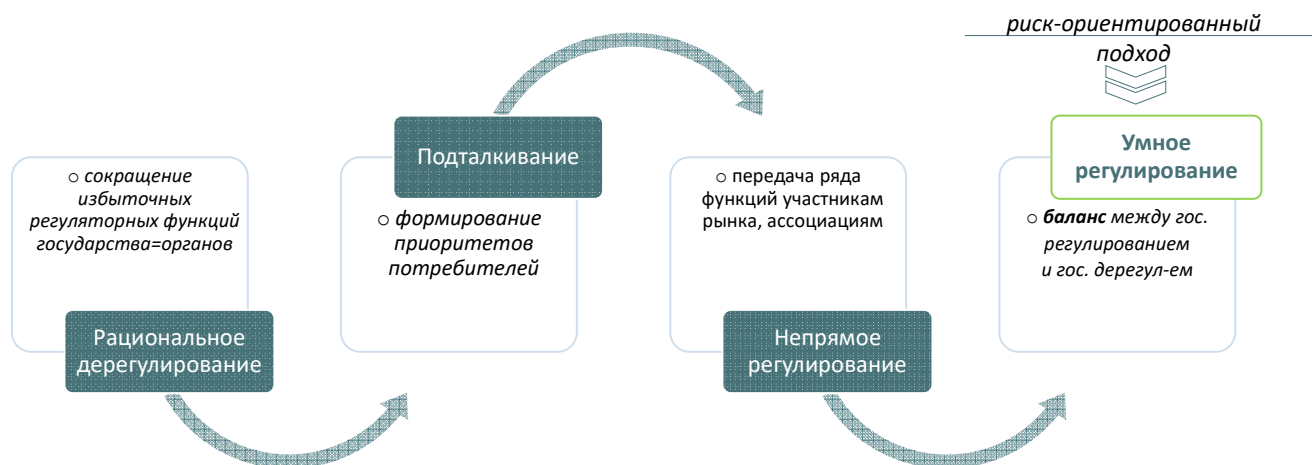 ○ сокращение
избыточных
регуляторных функций
государства=органов
Рациональное
дерегулирование
Подталкивание
○ формирование
приоритетов
потребителей
○ передача ряда
функций участникам
рынка, ассоциациям
Непрямое
регулирование
риск-ориентированный
подход
Умное
регулирование
○ баланс между гос.
регулированием
и гос. дерегул-ем